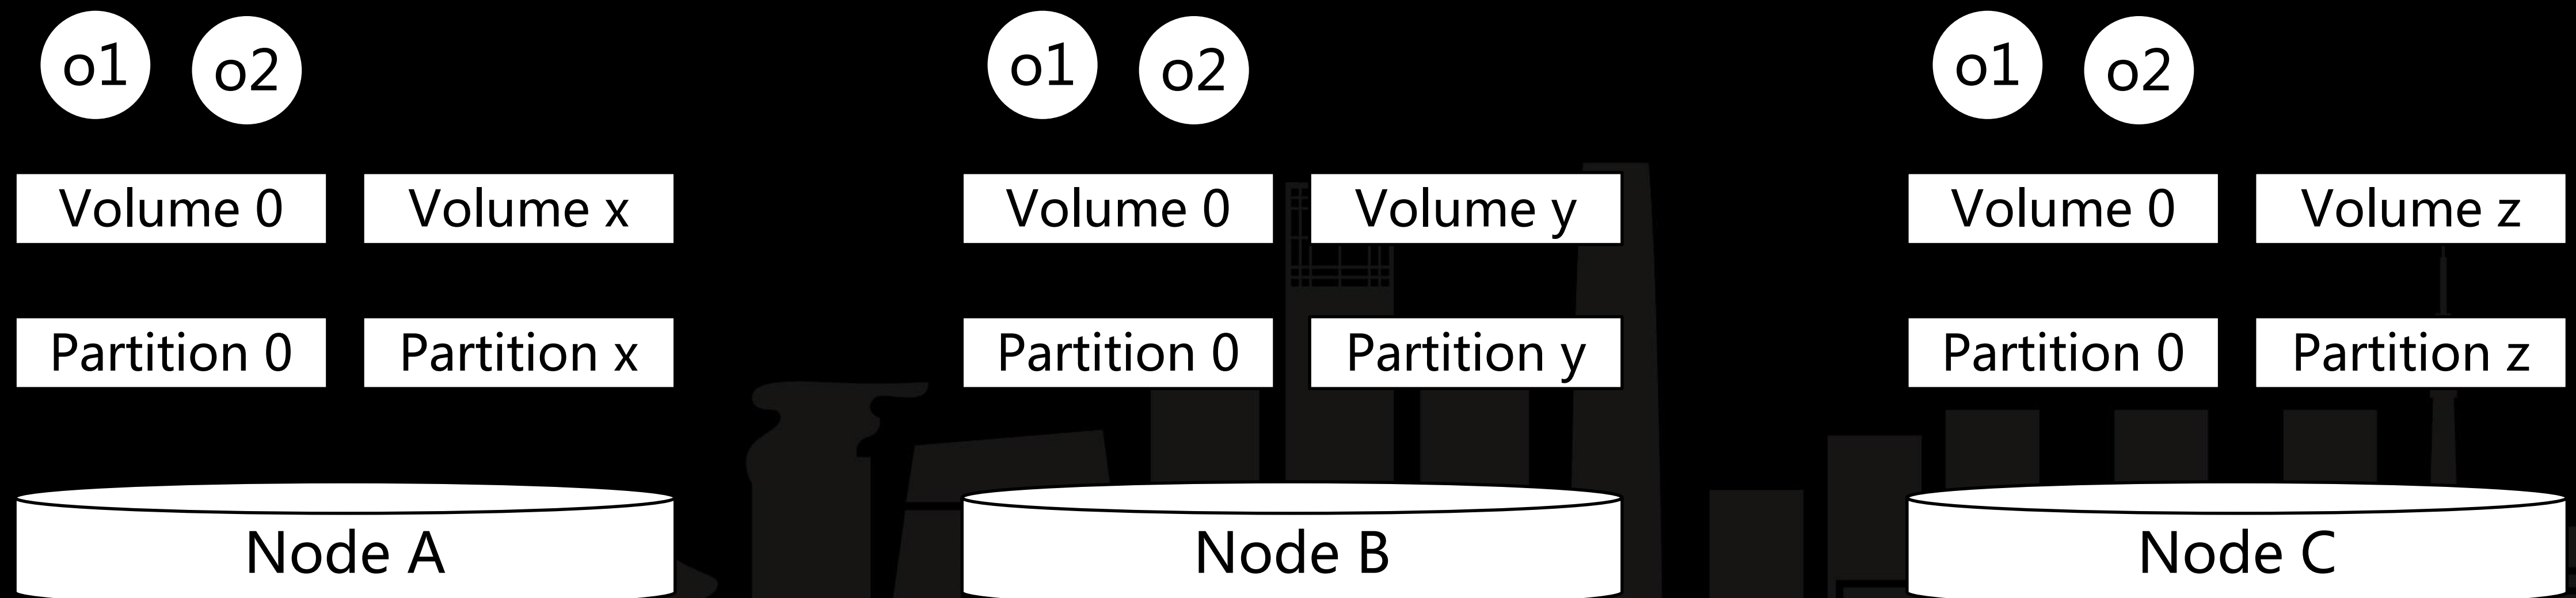 o1 o2 o1 o2 o1 o2
Volume 0 Volume x Volume 0 Volume y Volume 0 Volume z
Partition 0 Partition x Partition 0 Partition y Partition 0 Partition z
Node A Node B Node C